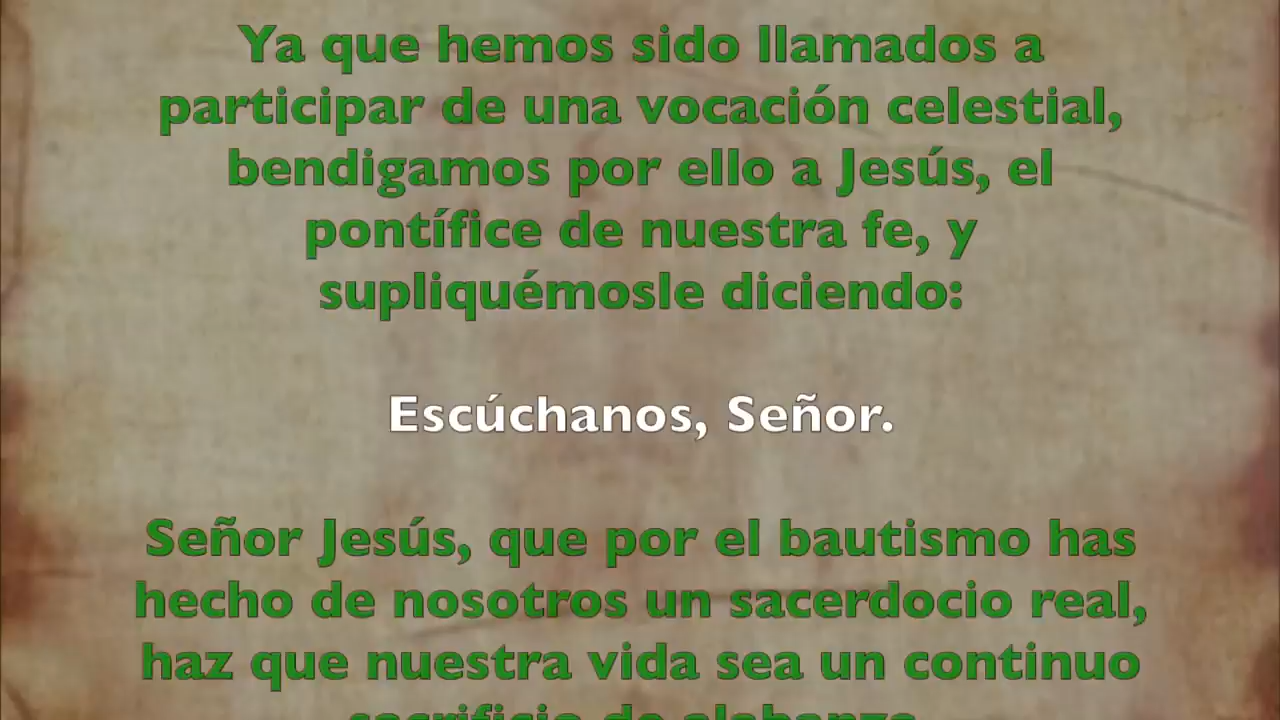 Ya que hemos sido llamados a
participar de una vocación celestial,
bendigamos por ello a Jesús, el
pontífice de nuestra fe, y
supliquémosle diciendo:
Escúchanos, Señor.
Señor Jesús, que por el bautismo has
hecho de nosotros un sacerdocio real,
haz que nuestra vida sea un continuo
sacrificio de alabanza